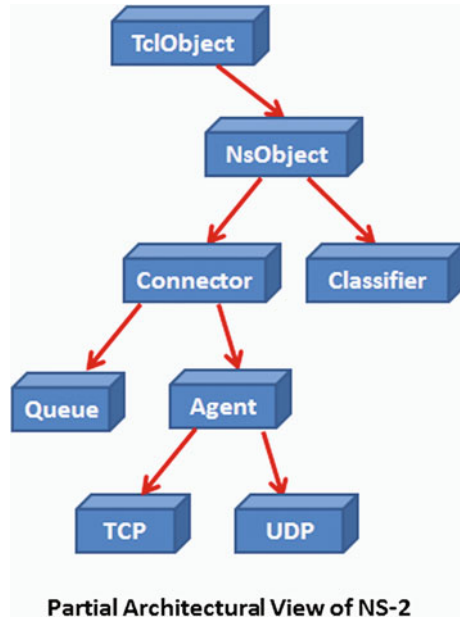 TclObject
NsObject
Connector
Classifier
Queue
Agent
TCP
UDP
Partial Architectural View of NS-2